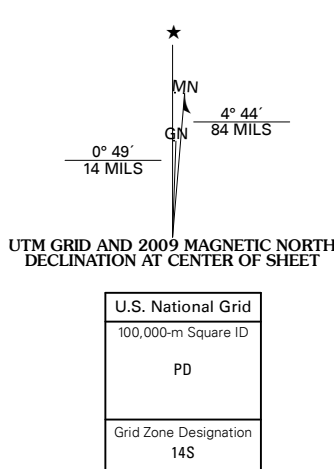 ★
MN
GN
4° 44´
84 MILS
0° 49´
14 MILS
UTM GRID AND 2009 MAGNETIC NORTH
DECLINATION AT CENTER OF SHEET
U.S. National Grid
100,000-m Square ID
PD
Grid Zone Designation
14S